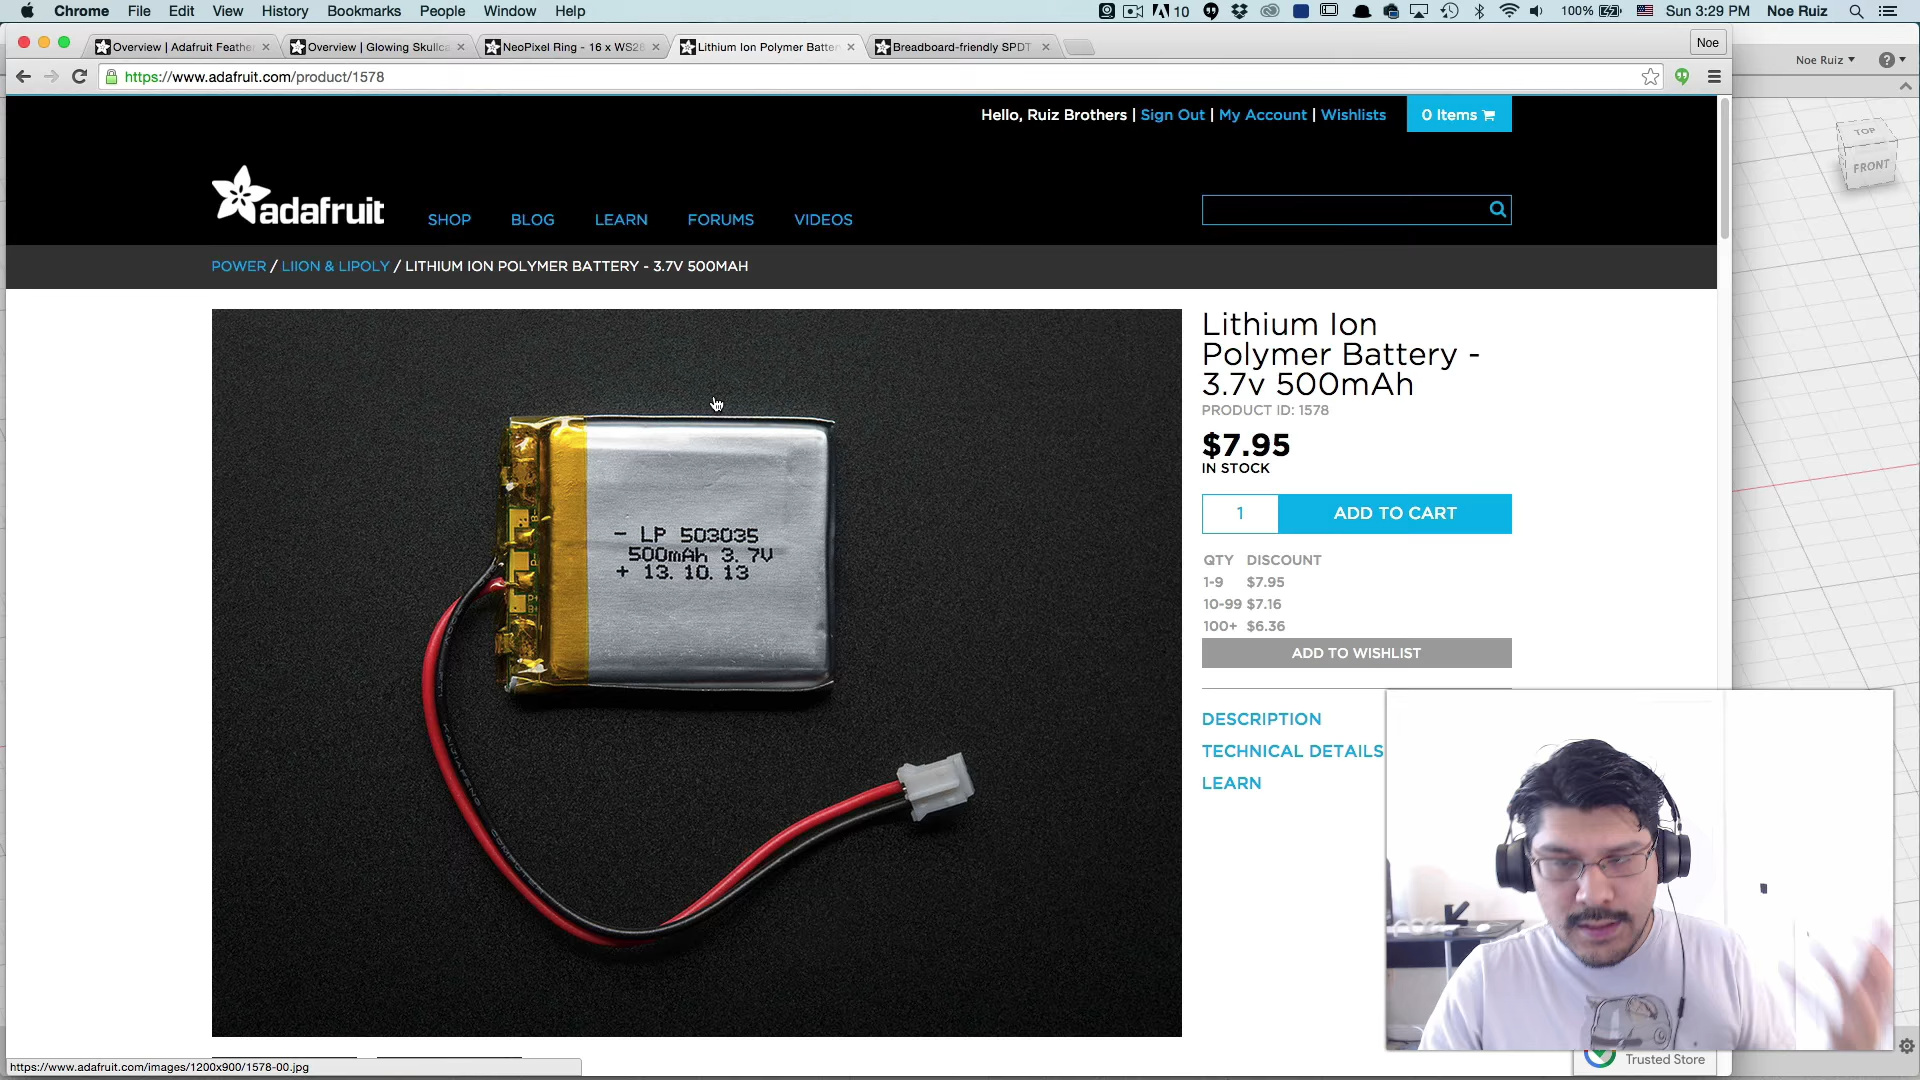 Chrome File Edit View History Bookmarks People Window Help
10 100% Sun 3:29 PM Noe Ruiz
Overview | Adafruit Feathe
Overview | Glowing Skullca
NeoPixel Ring - 16 x WS28
Lithium Ion Polymer Batter
Breadboard-friendly SPDT
Noe
https://www.adafruit.com/product/1578
Noe Ruiz
TOP
FRONT
Hello, Ruiz Brothers | Sign Out | My Account | Wishlists
0 Items
adafruit
SHOP BLOG LEARN FORUMS VIDEOS
POWER / LIION & LIPOLY / LITHIUM ION POLYMER BATTERY - 3.7V 500MAH
- LP 503035
500mAh 3.7V
+ 13.10.13
Lithium Ion
Polymer Battery -
3.7v 500mAh
PRODUCT ID: 1578
$7.95
IN STOCK
1 ADD TO CART
QTY DISCOUNT
1-9 $7.95
10-99 $7.16
100+ $6.36
ADD TO WISHLIST
DESCRIPTION
TECHNICAL DETAILS
LEARN
Trusted Store
https://www.adafruit.com/images/1200x900/1578-00.jpg